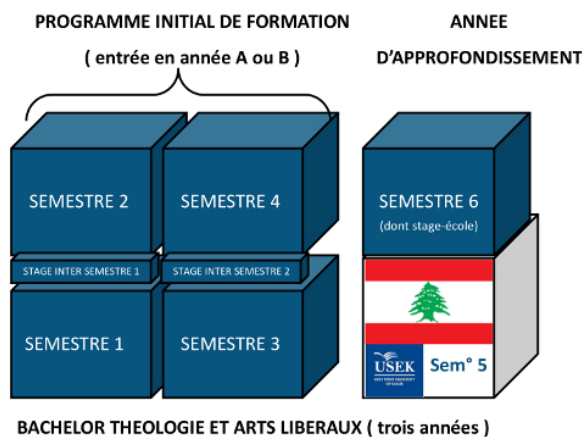 PROGRAMME INITIAL DE FORMATION
( entrée en année A ou B )
ANNEE
D'APPROFONDISSEMENT
SEMESTRE 2
SEMESTRE 4
SEMESTRE 6
(dont stage-école)
STAGE INTER SEMESTRE 1
STAGE INTER SEMESTRE 2
SEMESTRE 1
SEMESTRE 3
USEK
Sem° 5
BACHELOR THEOLOGIE ET ARTS LIBERAUX ( trois années )